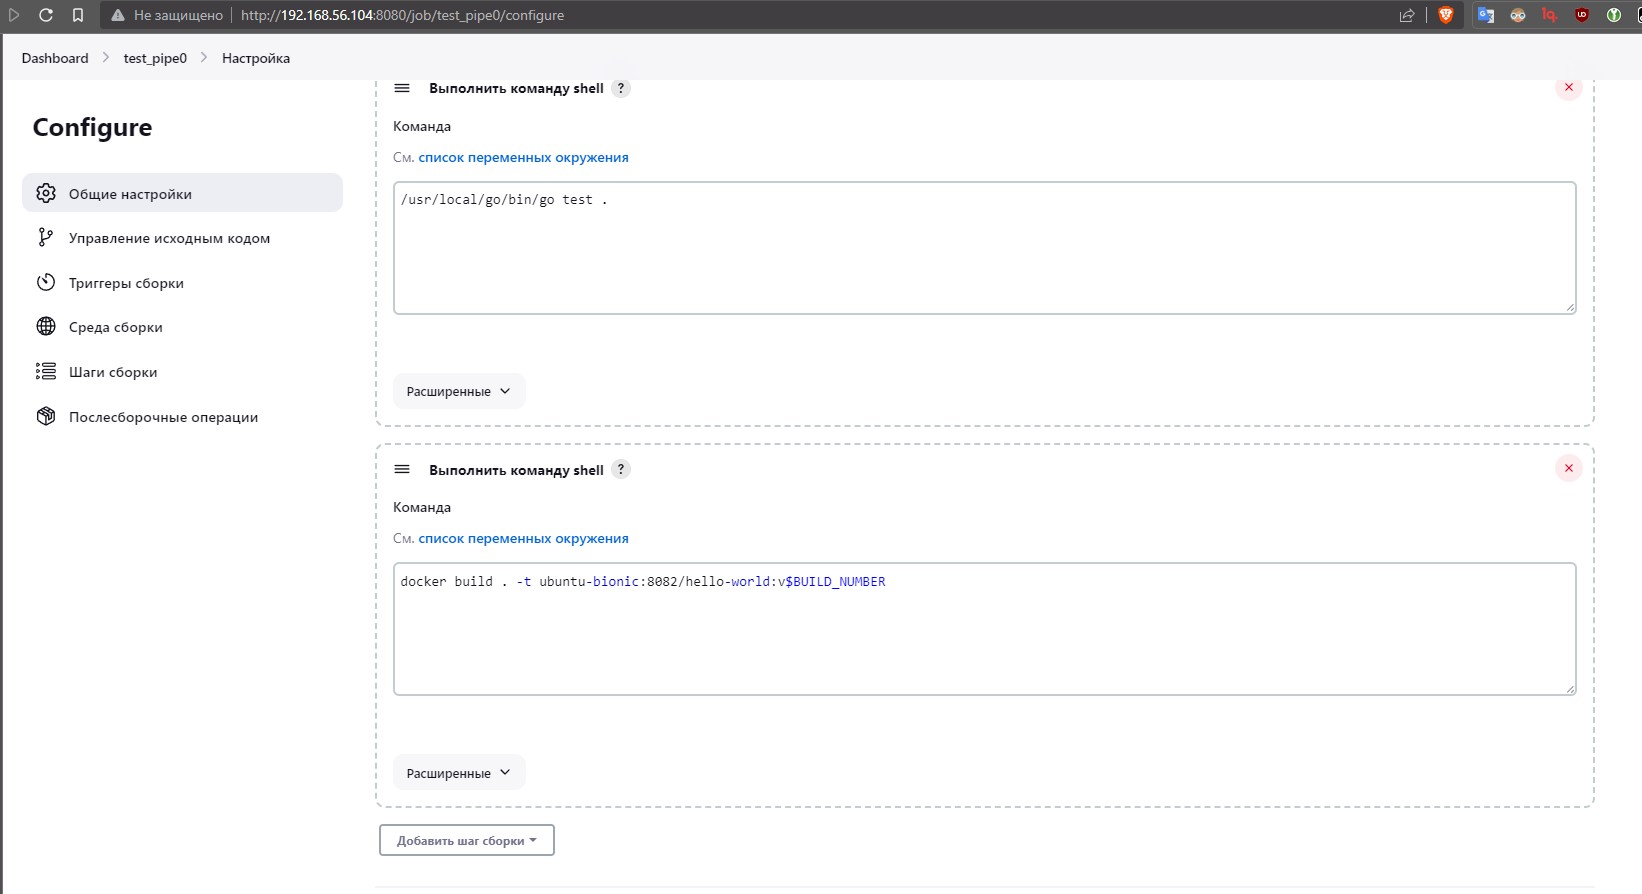 Не защищено http://192.168.56.104:8080/job/test_pipe0/configure
Dashboard > test_pipe0 > Настройка
Configure
Общие настройки
Управление исходным кодом
Триггеры сборки
Среда сборки
Шаги сборки
Послесборочные операции
Выполнить команду shell ?
Команда
См. список переменных окружения
/usr/local/go/bin/go test .
Расширенные
Выполнить команду shell ?
Команда
См. список переменных окружения
docker build . -t ubuntu-bionic:8082/hello-world:v$BUILD_NUMBER
Расширенные
Добавить шаг сборки